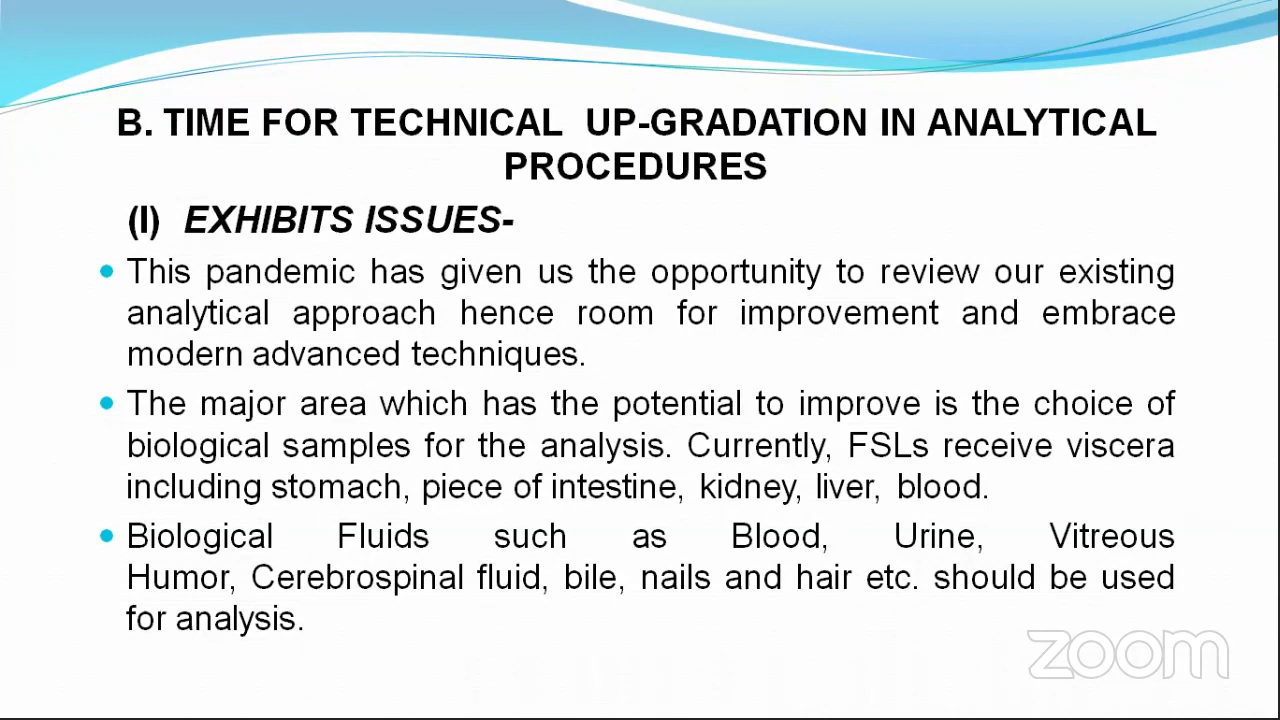 B. TIME FOR TECHNICAL UP-GRADATION IN ANALYTICAL
PROCEDURES
(I) EXHIBITS ISSUES-
• This pandemic has given us the opportunity to review our existing
analytical approach hence room for improvement and embrace
modern advanced techniques.
• The major area which has the potential to improve is the choice of
biological samples for the analysis. Currently, FSLs receive viscera
including stomach, piece of intestine, kidney, liver, blood.
• Biological Fluids such as Blood, Urine, Vitreous
Humor, Cerebrospinal fluid, bile, nails and hair etc. should be used
for analysis.
zoom